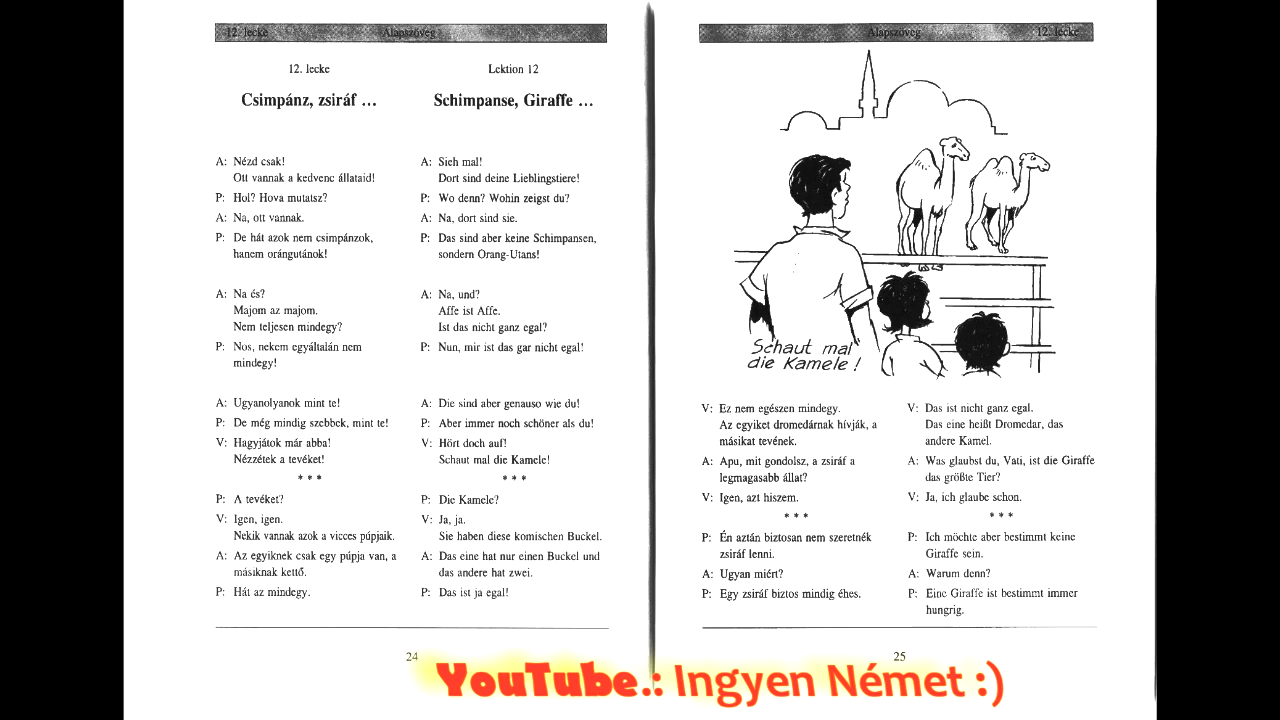 12. lecke Alapszöveg
12. lecke
Csimpánz, zsiráf ...
A: Nézd csak!
Ott vannak a kedvenc állataid!
P: Hol? Hova mutatsz?
A: Na, ott vannak.
P: De hát azok nem csimpánzok,
hanem orángutánok!
A: Na és?
Majom az majom.
Nem teljesen mindegy?
P: Nos, nekem egyáltalán nem
mindegy!
A: Ugyanolyanok mint te!
P: De még mindig szebbek, mint te!
V: Hagyjátok már abba!
Nézzétek a tevéket!
* * *
P: A tevéket?
V: Igen, igen.
Nekik vannak azok a vicces púpjaik.
A: Az egyiknek csak egy púpja van, a
másiknak kettő.
P: Hát az mindegy.
Lektion 12
Schimpanse, Giraffe ...
A: Sieh mal!
Dort sind deine Lieblingstiere!
P: Wo denn? Wohin zeigst du?
A: Na, dort sind sie.
P: Das sind aber keine Schimpansen,
sondern Orang-Utans!
A: Na, und?
Affe ist Affe.
Ist das nicht ganz egal?
P: Nun, mir ist das gar nicht egal!
A: Die sind aber genauso wie du!
P: Aber immer noch schöner als du!
V: Hört doch auf!
Schaut mal die Kamele!
* * *
P: Die Kamele?
V: Ja, ja.
Sie haben diese komischen Buckel.
A: Das eine hat nur einen Buckel und
das andere hat zwei.
P: Das ist ja egal!
24
Alapszöveg 12. lecke
Schaut mal
die Kamele!
V: Ez nem egészen mindegy.
Az egyiket dromedárnak hívják, a
másikat tevének.
A: Apu, mit gondolsz, a zsiráf a
legmagasabb állat?
V: Igen, azt hiszem.
* * *
P: Én aztán biztosan nem szeretnék
zsiráf lenni.
A: Ugyan miért?
P: Egy zsiráf biztos mindig éhes.
V: Das ist nicht ganz egal.
Das eine heißt Dromedar, das
andere Kamel.
A: Was glaubst du, Vati, ist die Giraffe
das größte Tier?
V: Ja, ich glaube schon.
* * *
P: Ich möchte aber bestimmt keine
Giraffe sein.
A: Warum denn?
P: Eine Giraffe ist bestimmt immer
hungrig.
25
YouTube.: Ingyen Német :)